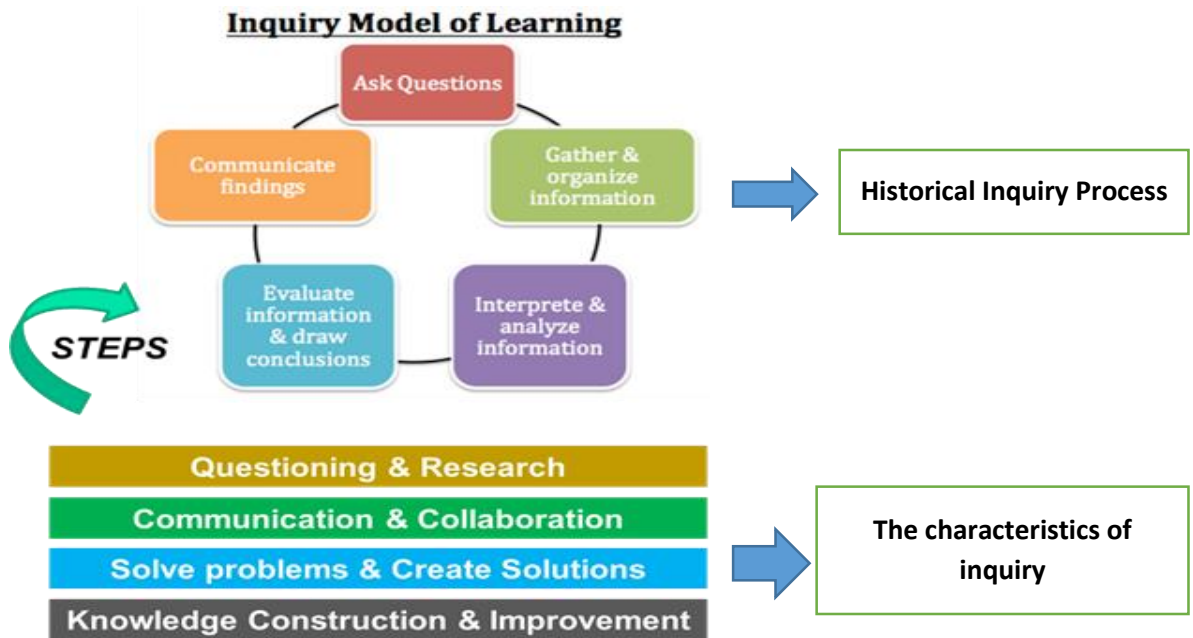 Inquiry Model of Learning
Ask Questions
Communicate
findings
Gather &
organize
information
Historical Inquiry Process
Evaluate
information
& draw
conclusions
Interprete &
analyze
information
STEPS
Questioning & Research
Communication & Collaboration
Solve problems & Create Solutions
Knowledge Construction & Improvement
The characteristics of
inquiry